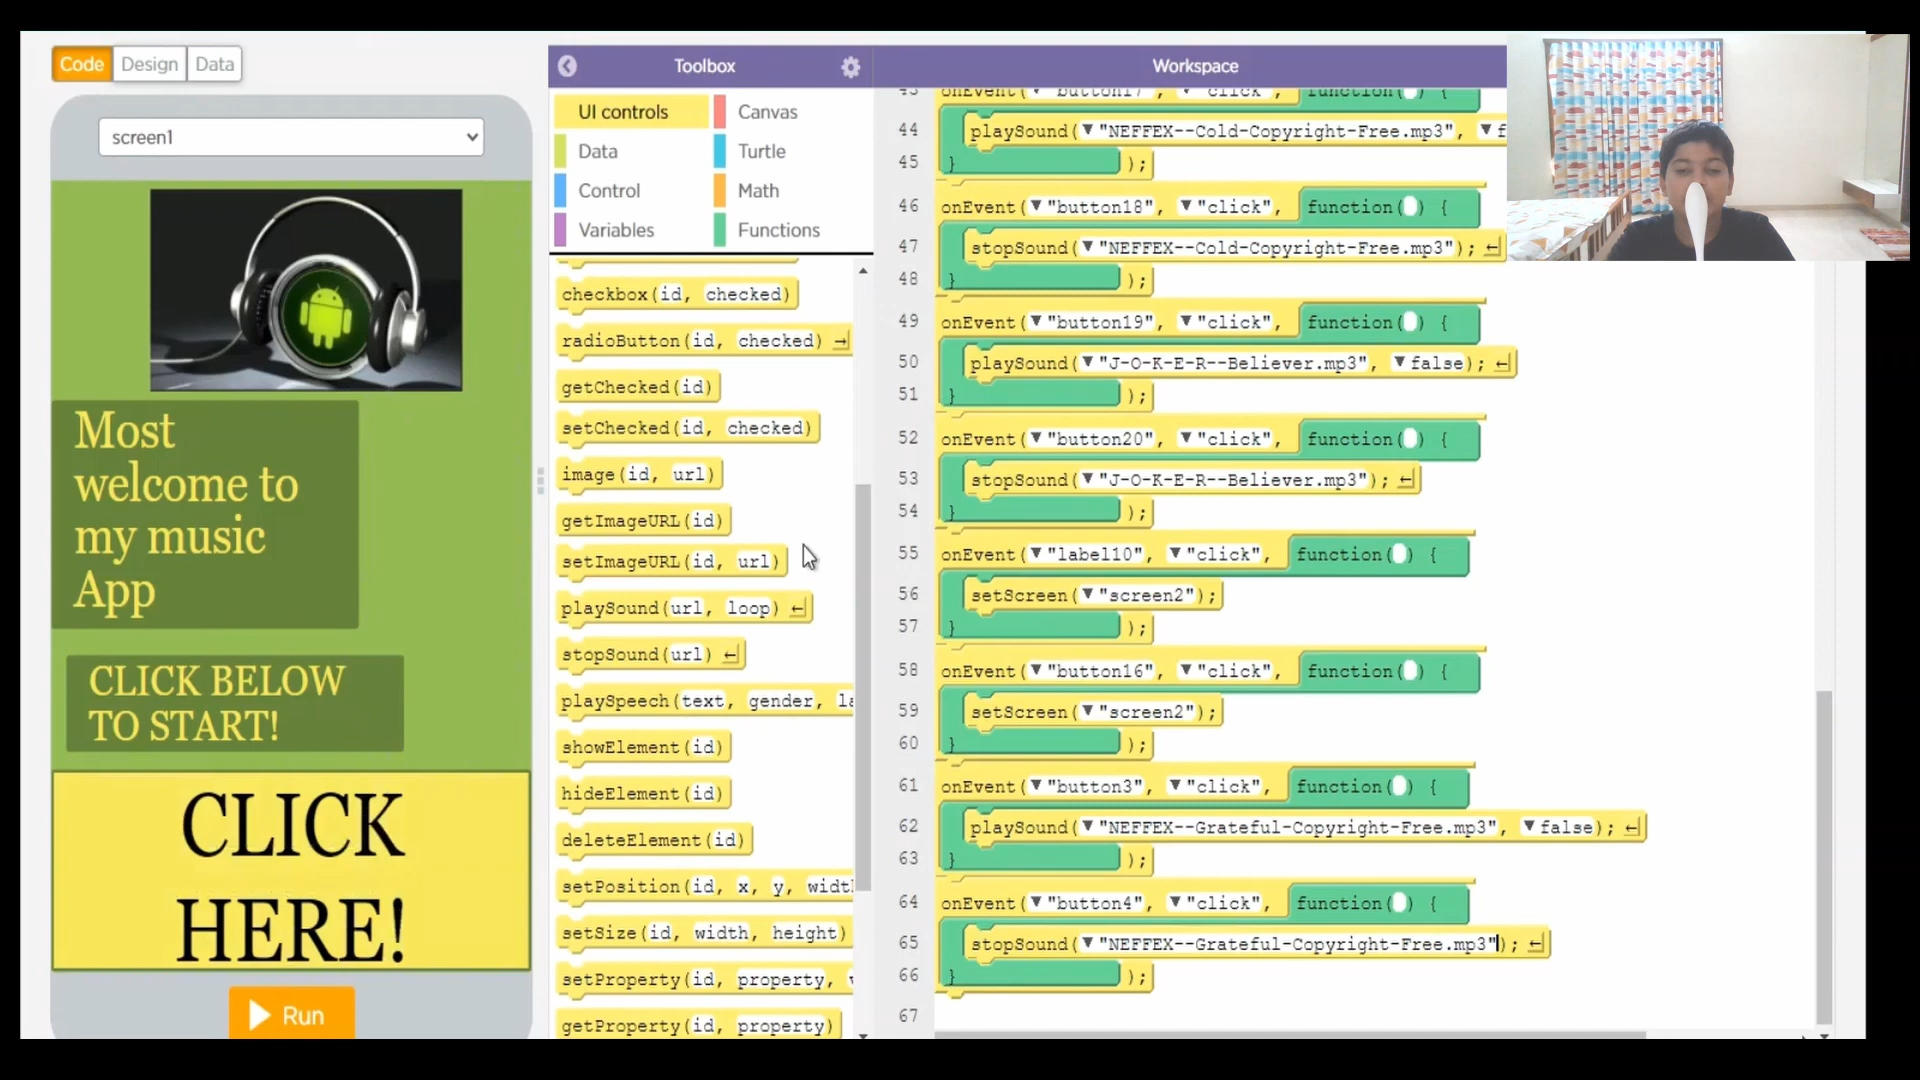 Code Design Data
screen1
Most
welcome to
my music
App
CLICK BELOW
TO START!
CLICK
HERE!
Run
Toolbox
UI controls
Canvas
Data
Turtle
Control
Math
Variables
Functions
checkbox(id, checked)
radioButton(id, checked)
getChecked(id)
setChecked(id, checked)
image(id, url)
getImageURL(id)
setImageURL(id, url)
playSound(url, loop)
stopSound(url)
playSpeech(text, gender,
showElement(id)
hideElement(id)
deleteElement(id)
setPosition(id, x, y,
setSize(id, width, height)
setProperty(id, property,
getProperty(id, property)
Workspace
43 onEvent("button17", "click", function() {
44 playSound("NEFFEX--Cold-Copyright-Free.mp3",
45 });
46 onEvent("button18", "click", function() {
47 stopSound("NEFFEX--Cold-Copyright-Free.mp3");
48 });
49 onEvent("button19", "click", function() {
50 playSound("J-O-K-E-R--Believer.mp3", false);
51 });
52 onEvent("button20", "click", function() {
53 stopSound("J-O-K-E-R--Believer.mp3");
54 });
55 onEvent("label10", "click", function() {
56 setScreen("screen2");
57 });
58 onEvent("button16", "click", function() {
59 setScreen("screen2");
60 });
61 onEvent("button3", "click", function() {
62 playSound("NEFFEX--Grateful-Copyright-Free.mp3", false);
63 });
64 onEvent("button4", "click", function() {
65 stopSound("NEFFEX--Grateful-Copyright-Free.mp3");
66 });
67